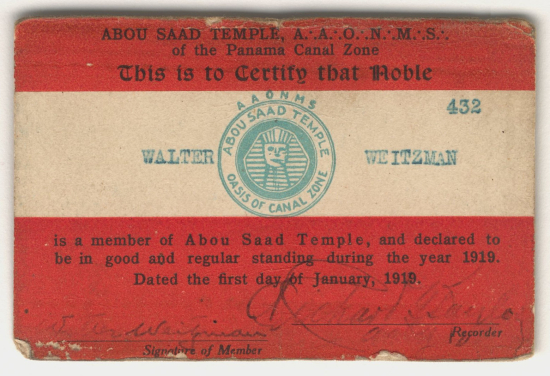 ABOU SAAD TEMPLE, A∴A∴O∴N∴M∴S∴
of the Panama Canal Zone
This is to Certify that Noble
432
A A O N M S
ABOU SAAD TEMPLE
OASIS OF CANAL ZONE
WALTER WEITZMAN
is a member of Abou Saad Temple, and declared to
be in good and regular standing during the year 1919.
Dated the first day of January, 1919.
Weitzman
Recorder
Signature of Member